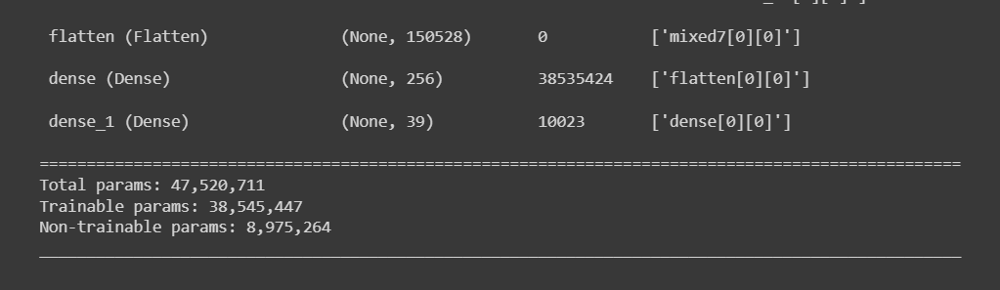 flatten (Flatten) (None, 150528) 0 ['mixed7[0][0]']
dense (Dense) (None, 256) 38535424 ['flatten[0][0]']
dense_1 (Dense) (None, 39) 10023 ['dense[0][0]']
==================================================================================================
Total params: 47,520,711
Trainable params: 38,545,447
Non-trainable params: 8,975,264
__________________________________________________________________________________________________